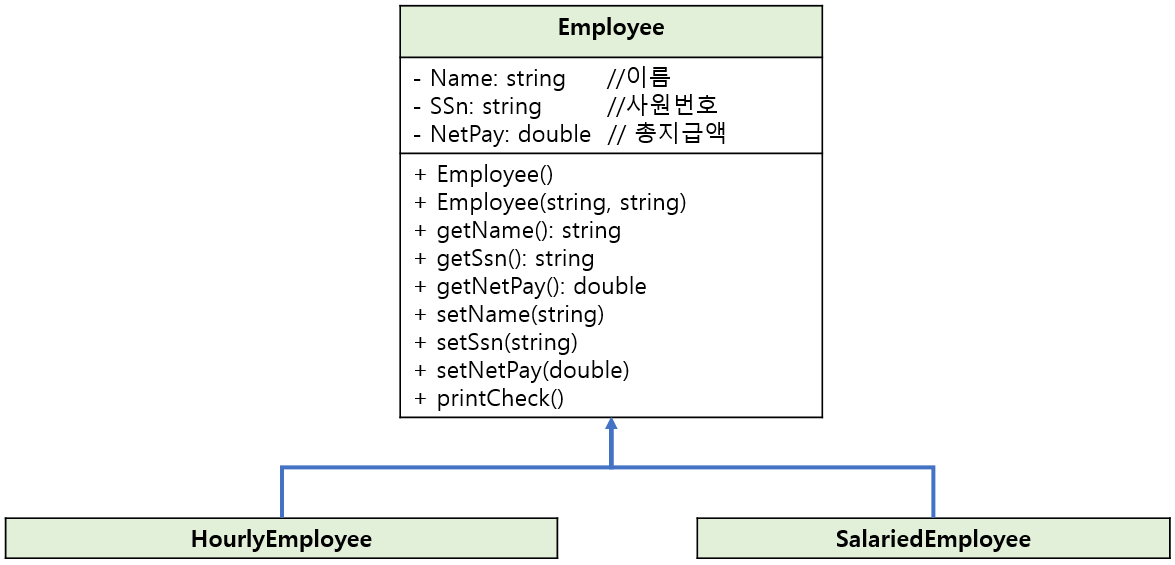 Employee
- Name: string //이름
- SSn: string //사원번호
- NetPay: double // 총지급액
+ Employee()
+ Employee(string, string)
+ getName(): string
+ getSsn(): string
+ getNetPay(): double
+ setName(string)
+ setSsn(string)
+ setNetPay(double)
+ printCheck()
HourlyEmployee
SalariedEmployee